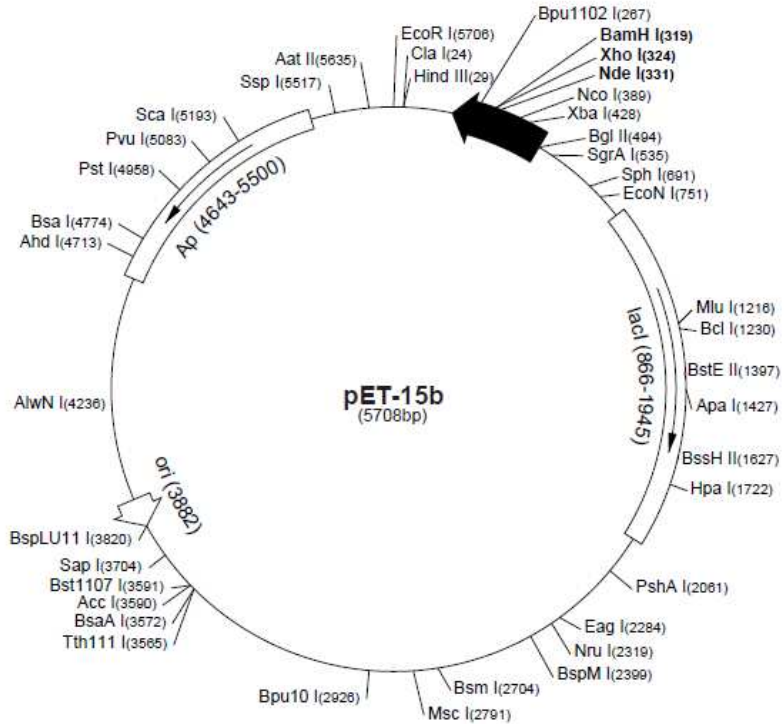 EcoR I(5706)
Cla I(24)
Hind III(29)
Bpu1102 I(267)
BamH I(319)
Xho I(324)
Nde I(331)
Nco I(389)
Xba I(428)
Bgl II(494)
SgrA I(535)
Sph I(691)
EcoN I(751)
Mlu I(1216)
Bcl I(1230)
BstE II(1397)
Apa I(1427)
BssH II(1627)
Hpa I(1722)
lacI (866-1945)
PshA I(2061)
Eag I(2284)
Nru I(2319)
BspM I(2399)
Bsm I(2704)
Msc I(2791)
Bpu10 I(2926)
Tth111 I(3565)
BsaA I(3572)
Acc I(3590)
Bst1107 I(3591)
Sap I(3704)
BspLU11 I(3820)
ori (3882)
AlwN I(4236)
Ahd I(4713)
Bsa I(4774)
Pst I(4958)
Pvu I(5083)
Sca I(5193)
Ap (4643-5500)
Ssp I(5517)
Aat II(5635)
pET-15b
(5708bp)